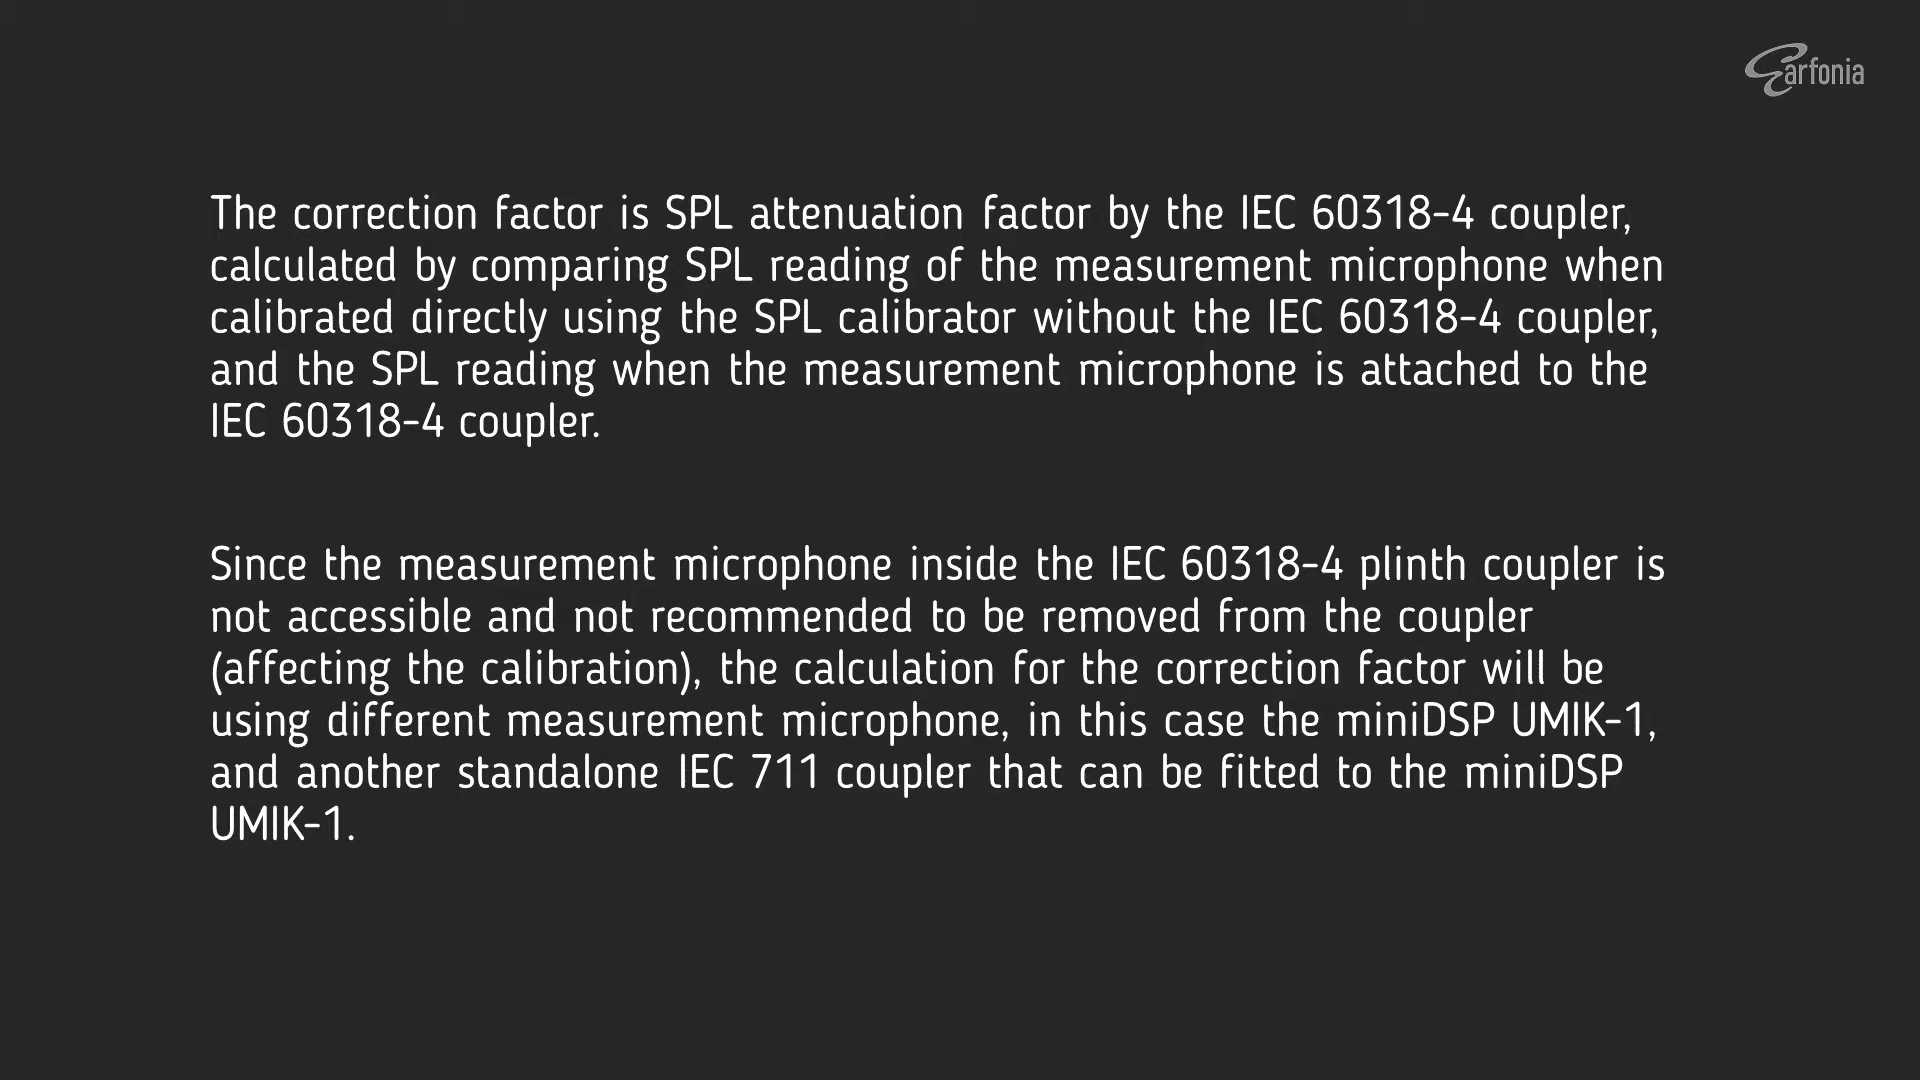 Earfonia
The correction factor is SPL attenuation factor by the IEC 60318-4 coupler,
calculated by comparing SPL reading of the measurement microphone when
calibrated directly using the SPL calibrator without the IEC 60318-4 coupler,
and the SPL reading when the measurement microphone is attached to the
IEC 60318-4 coupler.
Since the measurement microphone inside the IEC 60318-4 plinth coupler is
not accessible and not recommended to be removed from the coupler
(affecting the calibration), the calculation for the correction factor will be
using different measurement microphone, in this case the miniDSP UMIK-1,
and another standalone IEC 711 coupler that can be fitted to the miniDSP
UMIK-1.